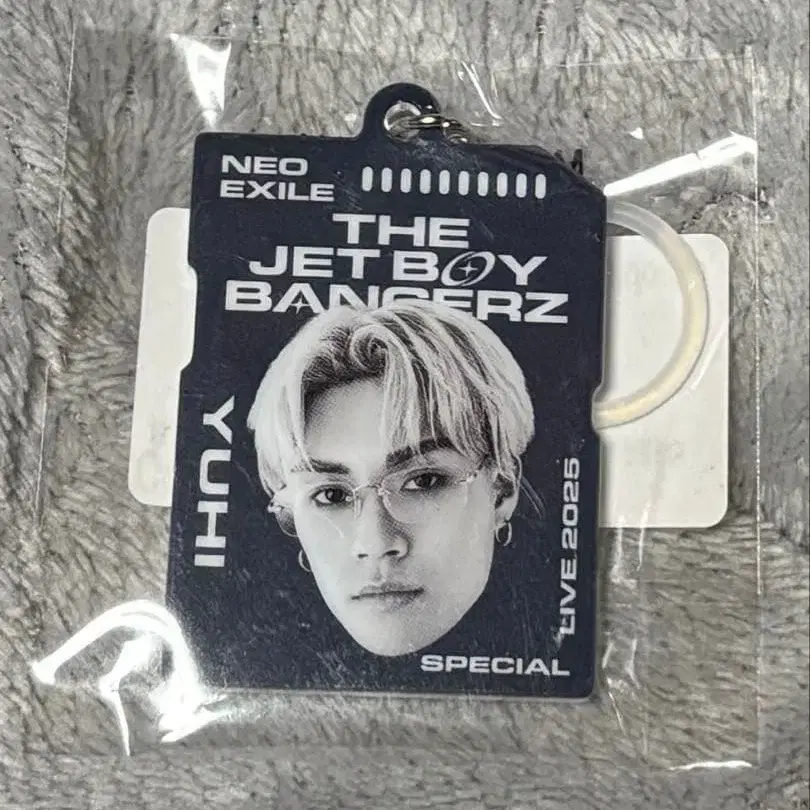 NEO
EXILE
THE
JET BOY
BANGERZ
YUHI
LIVE 2025
SPECIAL